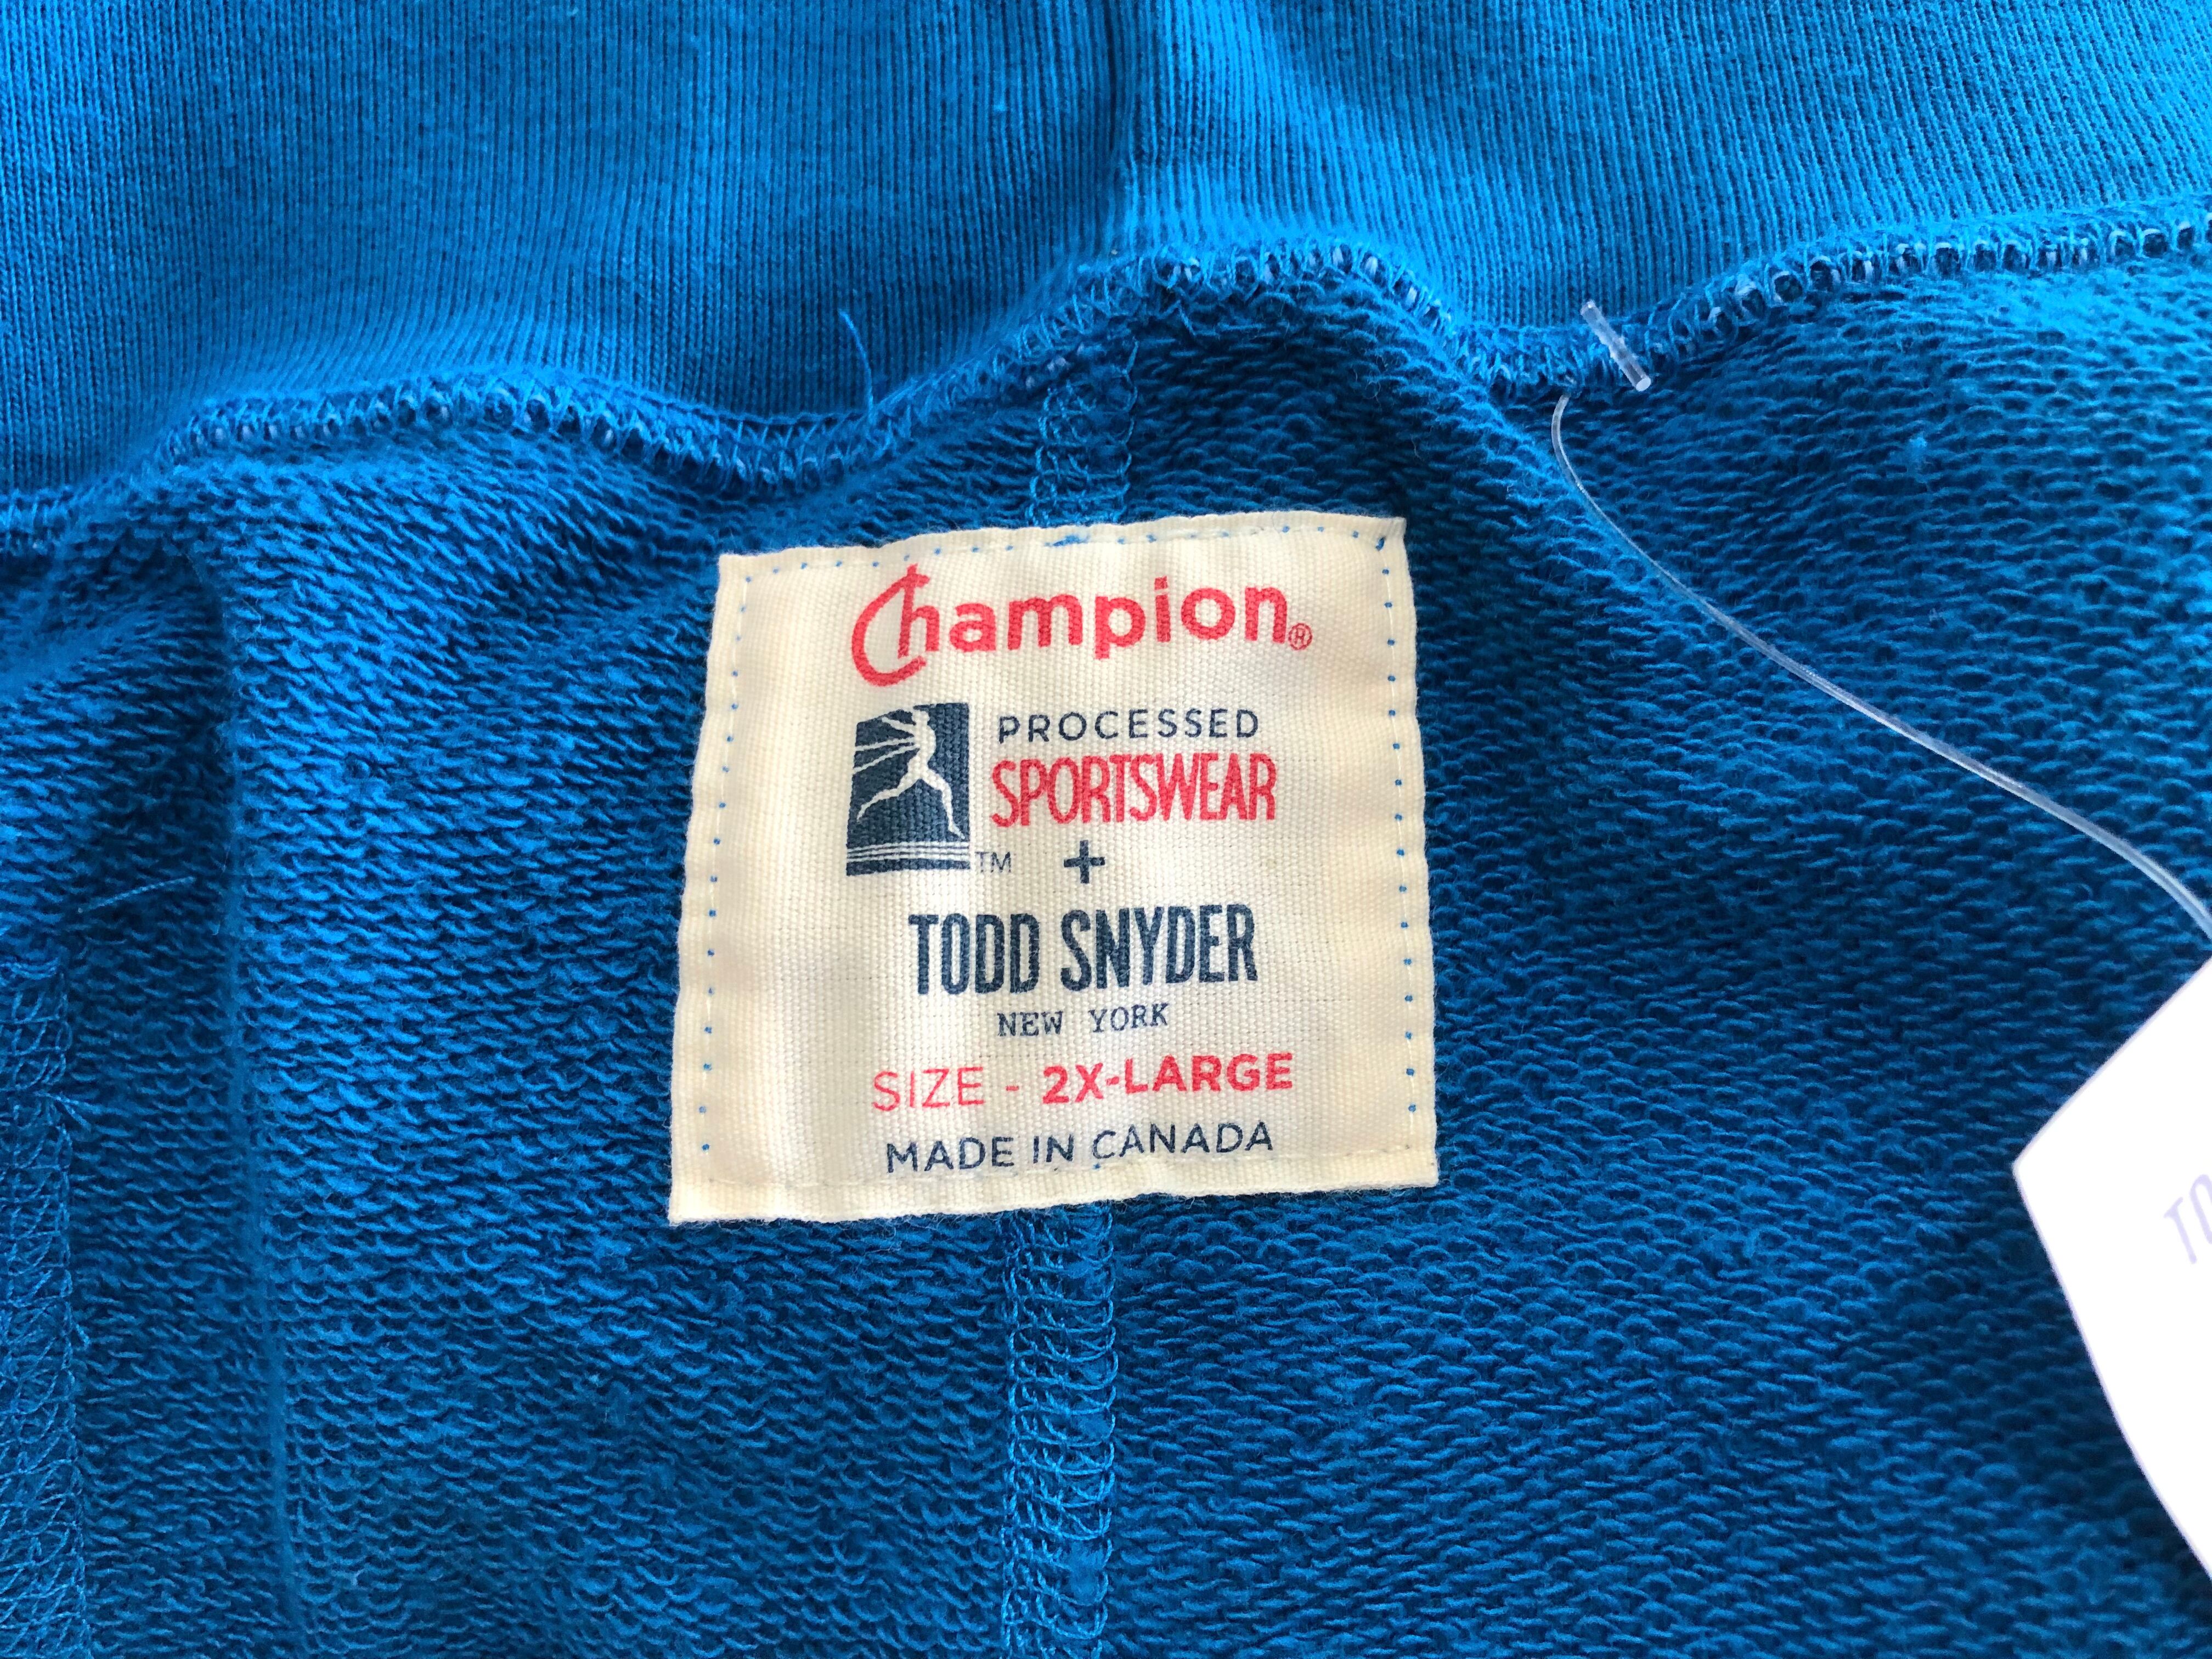 Champion®
PROCESSED
SPORTSWEAR
TM +
TODD SNYDER
NEW YORK
SIZE - 2X-LARGE
MADE IN CANADA